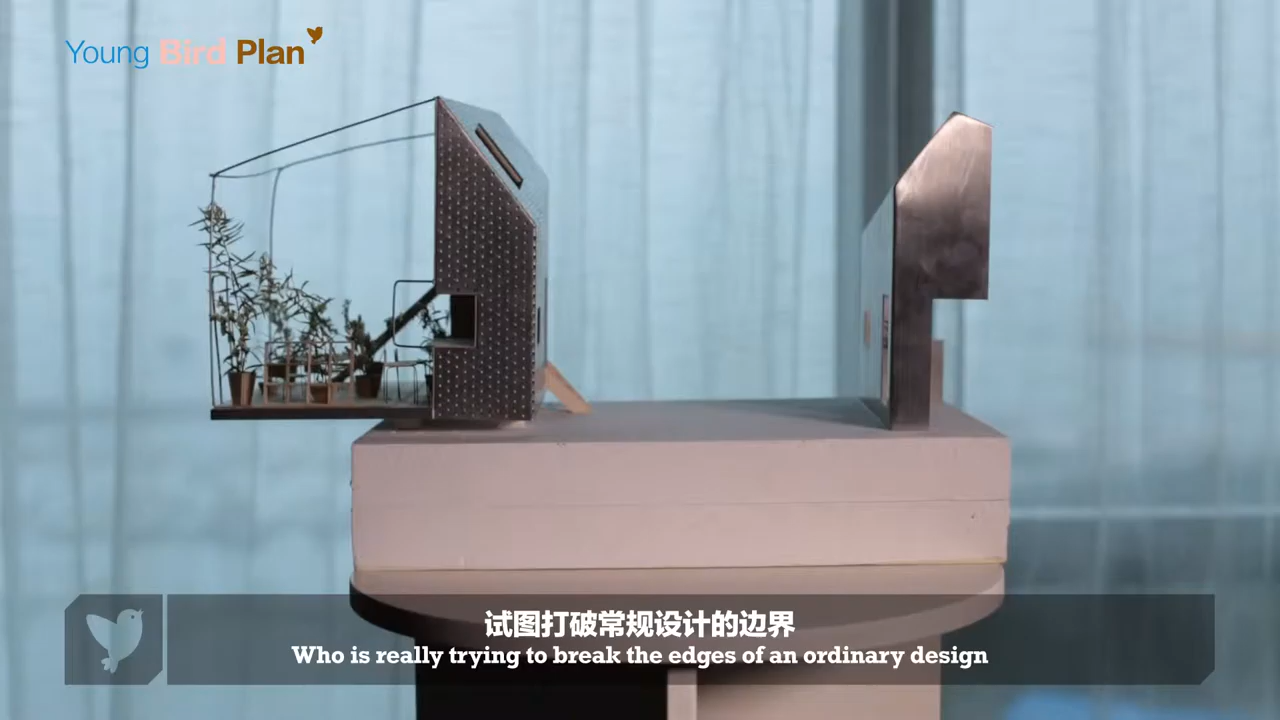 Young Bird Plan
试图打破常规设计的边界
Who is really trying to break the edges of an ordinary design